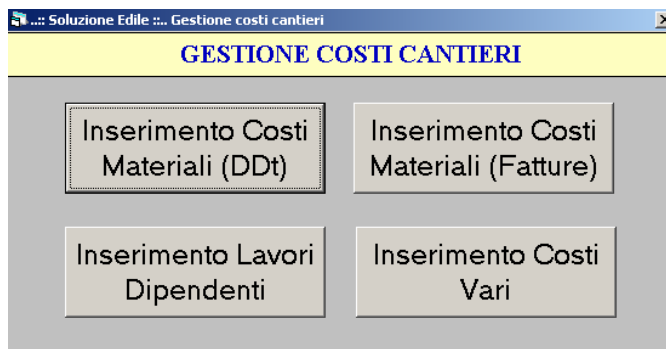 ..:: Soluzione Edile ::.. Gestione costi cantieri
GESTIONE COSTI CANTIERI
Inserimento Costi
Materiali (DDt)
Inserimento Costi
Materiali (Fatture)
Inserimento Lavori
Dipendenti
Inserimento Costi
Vari